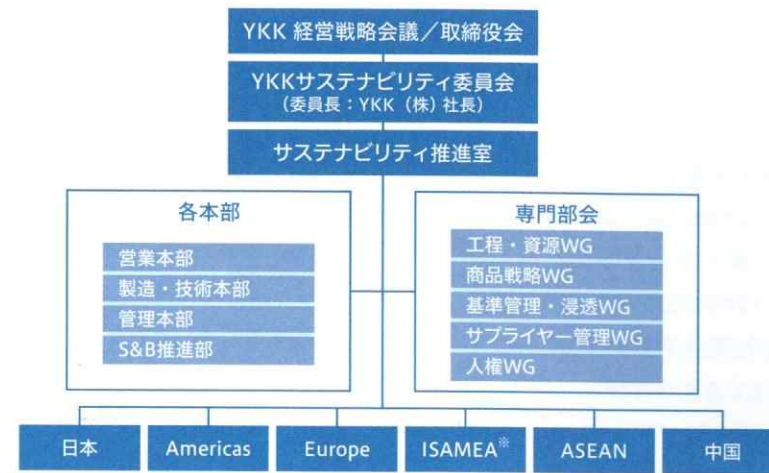 YKK 経営戦略会議／取締役会
YKKサステナビリティ委員会
（委員長：YKK（株）社長）
サステナビリティ推進室
各本部
営業本部
製造・技術本部
管理本部
S&B推進部
専門部会
工程・資源WG
商品戦略WG
基準管理・浸透WG
サプライヤー管理WG
人権WG
日本
Americas
Europe
ISAMEA※
ASEAN
中国